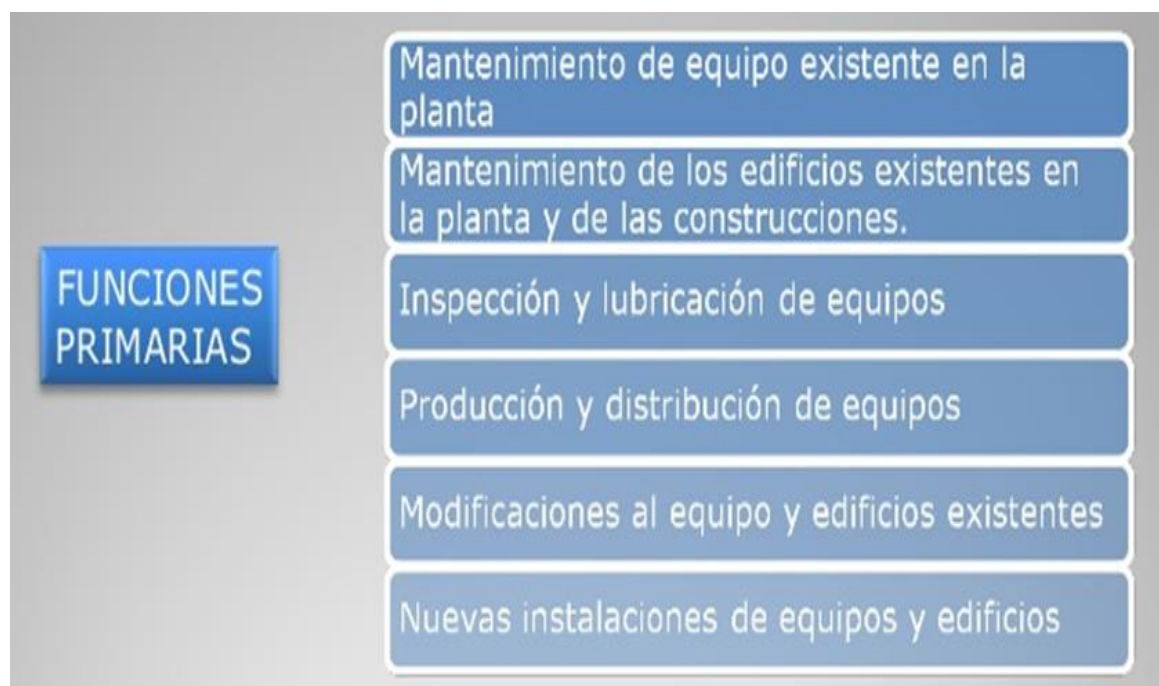 FUNCIONES
PRIMARIAS
Mantenimiento de equipo existente en la
planta
Mantenimiento de los edificios existentes en
la planta y de las construcciones.
Inspección y lubricación de equipos
Producción y distribución de equipos
Modificaciones al equipo y edificios existentes
Nuevas instalaciones de equipos y edificios